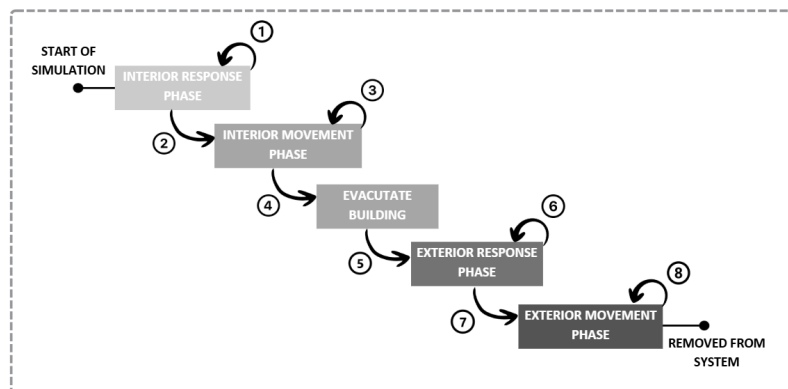 1
START OF
SIMULATION
INTERIOR RESPONSE
PHASE
2
3
INTERIOR MOVEMENT
PHASE
4
EVACUTATE
BUILDING
5
6
EXTERIOR RESPONSE
PHASE
7
8
EXTERIOR MOVEMENT
PHASE
REMOVED FROM
SYSTEM